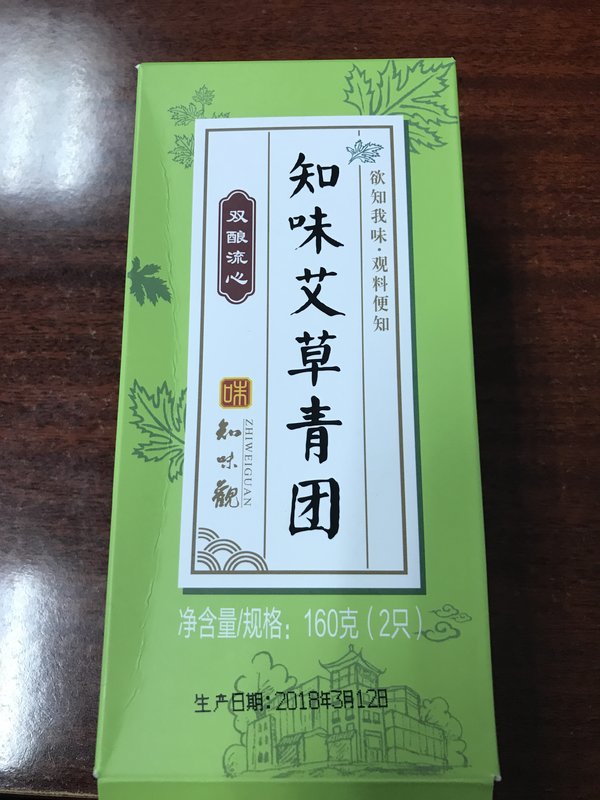 欲知我味·观料便知
知味艾草青团
双酿流心
味
知味觀
ZHIWEIGUAN
净含量/规格：160克（2只）
生产日期:2018年3月12日